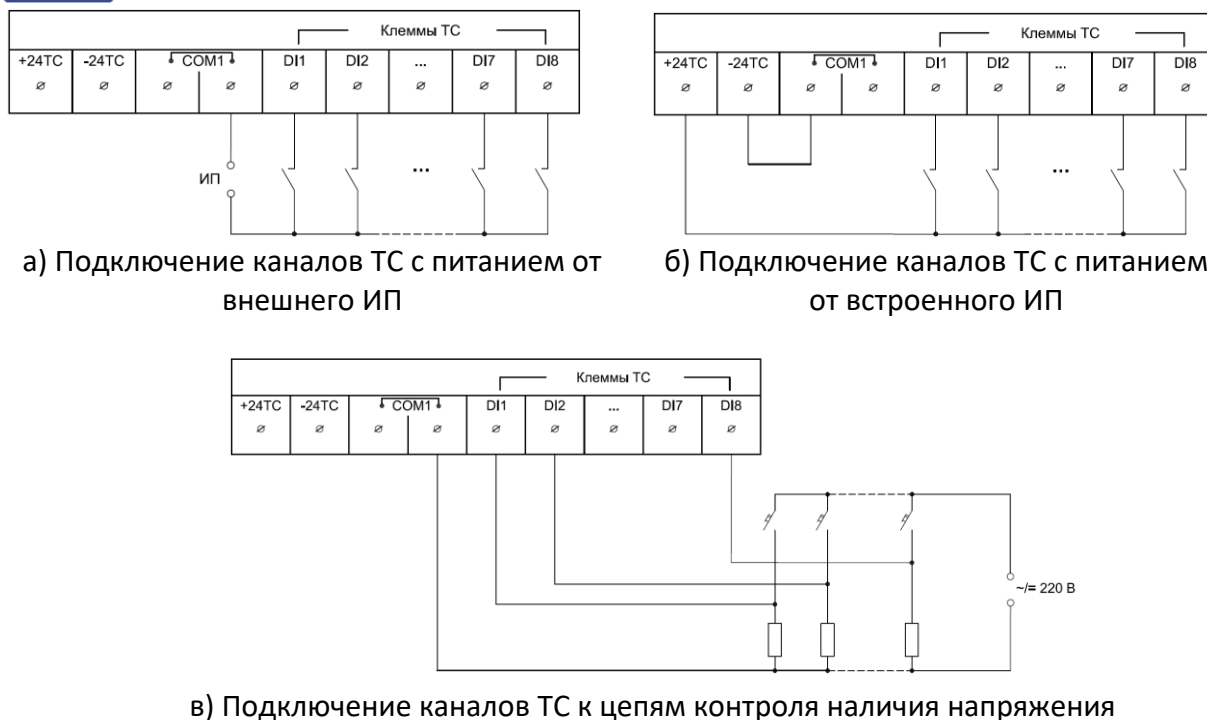 Клеммы ТС
+24ТС -24ТС COM1 DI1 DI2 ... DI7 DI8
ИП
...
а) Подключение каналов ТС с питанием от
внешнего ИП
Клеммы ТС
+24ТС -24ТС COM1 DI1 DI2 ... DI7 DI8
...
б) Подключение каналов ТС с питанием
от встроенного ИП
Клеммы ТС
+24ТС -24ТС COM1 DI1 DI2 ... DI7 DI8
~/= 220 В
в) Подключение каналов ТС к цепям контроля наличия напряжения